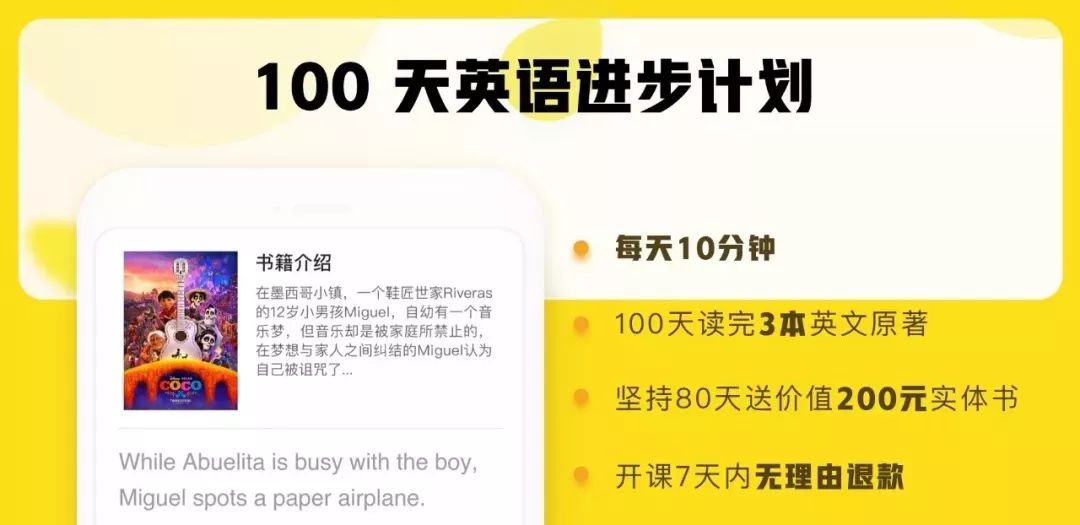 100 天英语进步计划
书籍介绍
在墨西哥小镇，一个鞋匠世家Riveras
的12岁小男孩Miguel，自幼有一个音
乐梦，但音乐却是被家庭所禁止的，
在梦想与家人之间纠结的Miguel认为
自己被诅咒了...
COCO
While Abuelita is busy with the boy,
Miguel spots a paper airplane.
每天10分钟
100天读完3本英文原著
坚持80天送价值200元实体书
开课7天内无理由退款